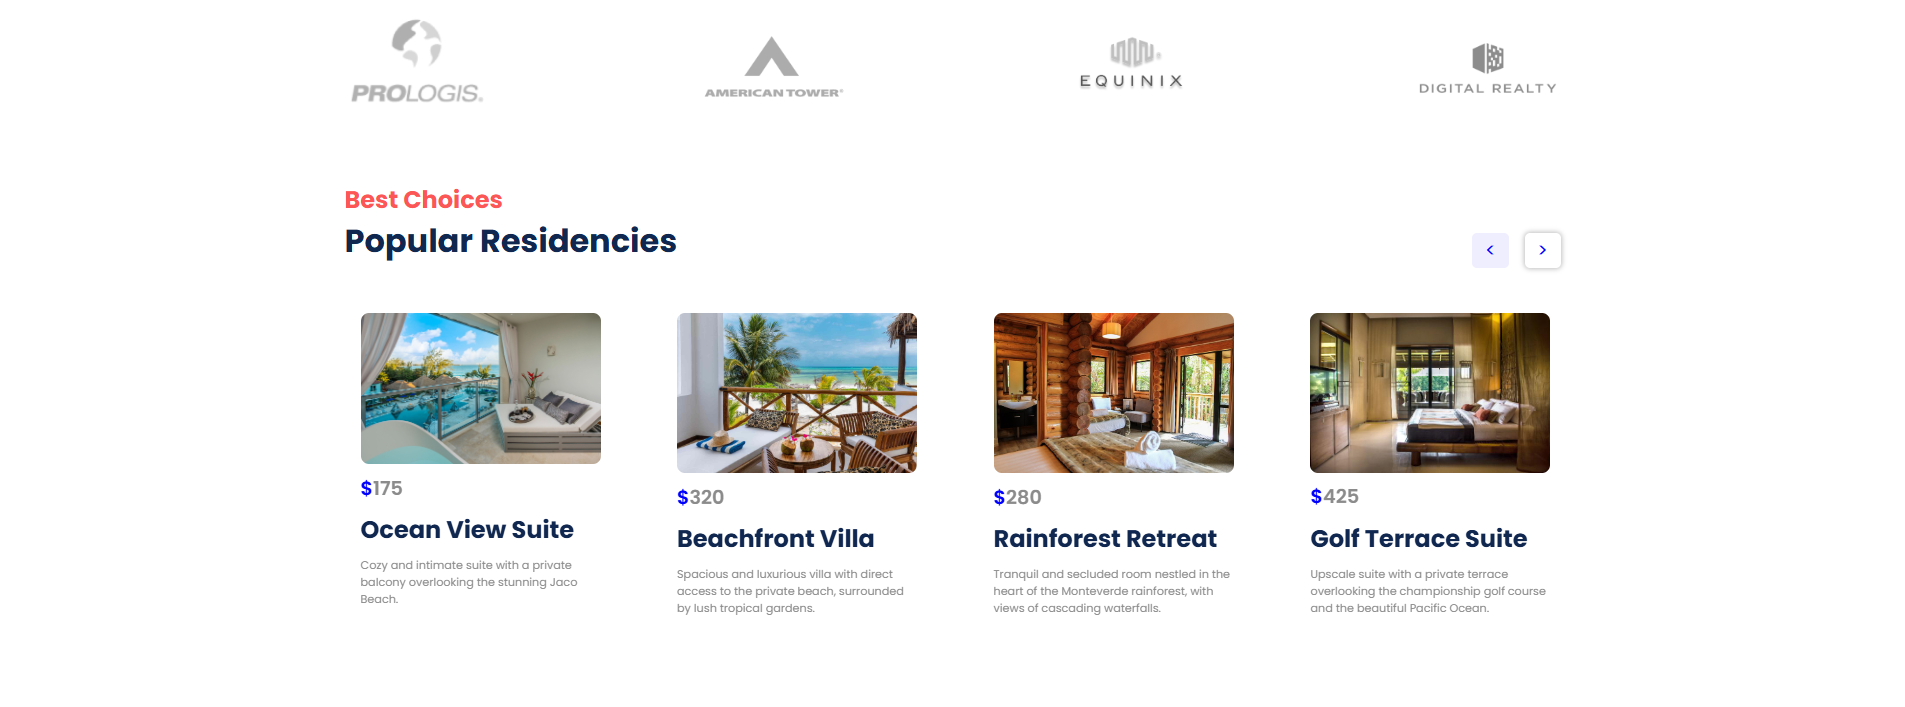 PROLOGIS®
AMERICAN TOWER®
EQUINIX
DIGITAL REALTY
Best Choices
Popular Residencies
< >
$175
Ocean View Suite
Cozy and intimate suite with a private
balcony overlooking the stunning Jaco
Beach.
$320
Beachfront Villa
Spacious and luxurious villa with direct
access to the private beach, surrounded
by lush tropical gardens.
$280
Rainforest Retreat
Tranquil and secluded room nestled in the
heart of the Monteverde rainforest, with
views of cascading waterfalls.
$425
Golf Terrace Suite
Upscale suite with a private terrace
overlooking the championship golf course
and the beautiful Pacific Ocean.